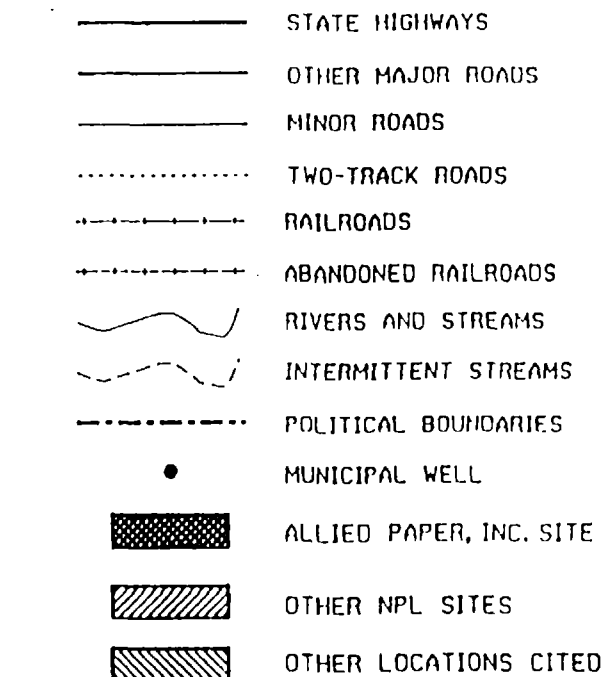 STATE HIGHWAYS
OTHER MAJOR ROADS
MINOR ROADS
TWO-TRACK ROADS
RAILROADS
ABANDONED RAILROADS
RIVERS AND STREAMS
INTERMITTENT STREAMS
POLITICAL BOUNDARIES
MUNICIPAL WELL
ALLIED PAPER, INC. SITE
OTHER NPL SITES
OTHER LOCATIONS CITED